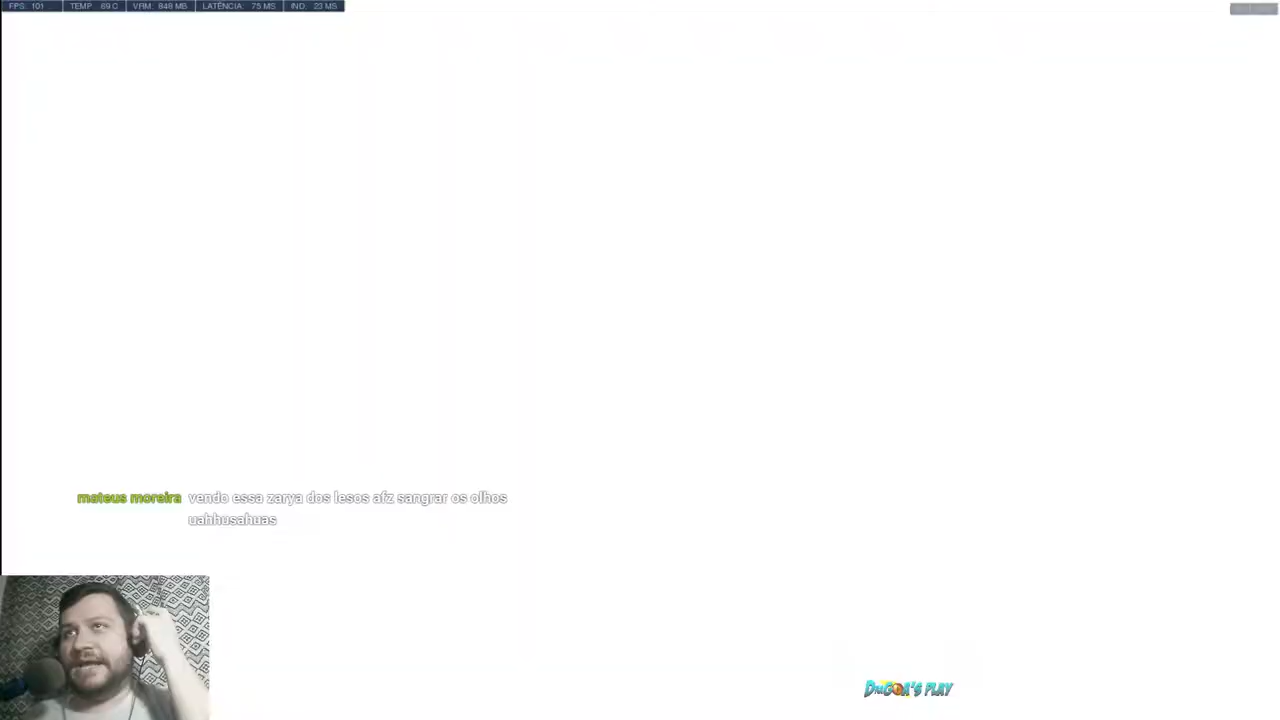 FPS: 101 TEMP 69 C VRM: 848 MB LATÊNCIA: 75 MS IND: 23 MS
mateus moreira vendo essa zarya dos lesos afz sangrar os olhos
uahhusahuas
PLAY